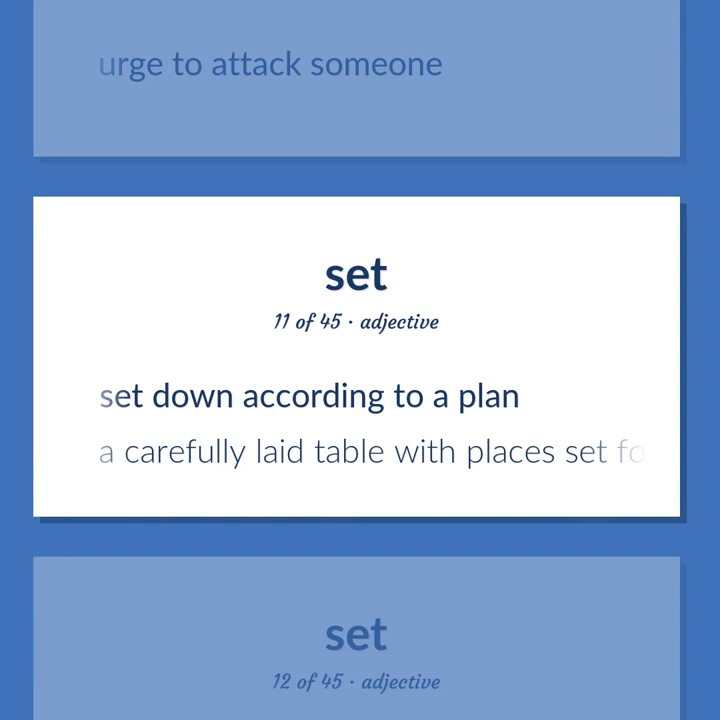 urge to attack someone
set
11 of 45 · adjective
set down according to a plan
a carefully laid table with places set fo
set
12 of 45 · adjective